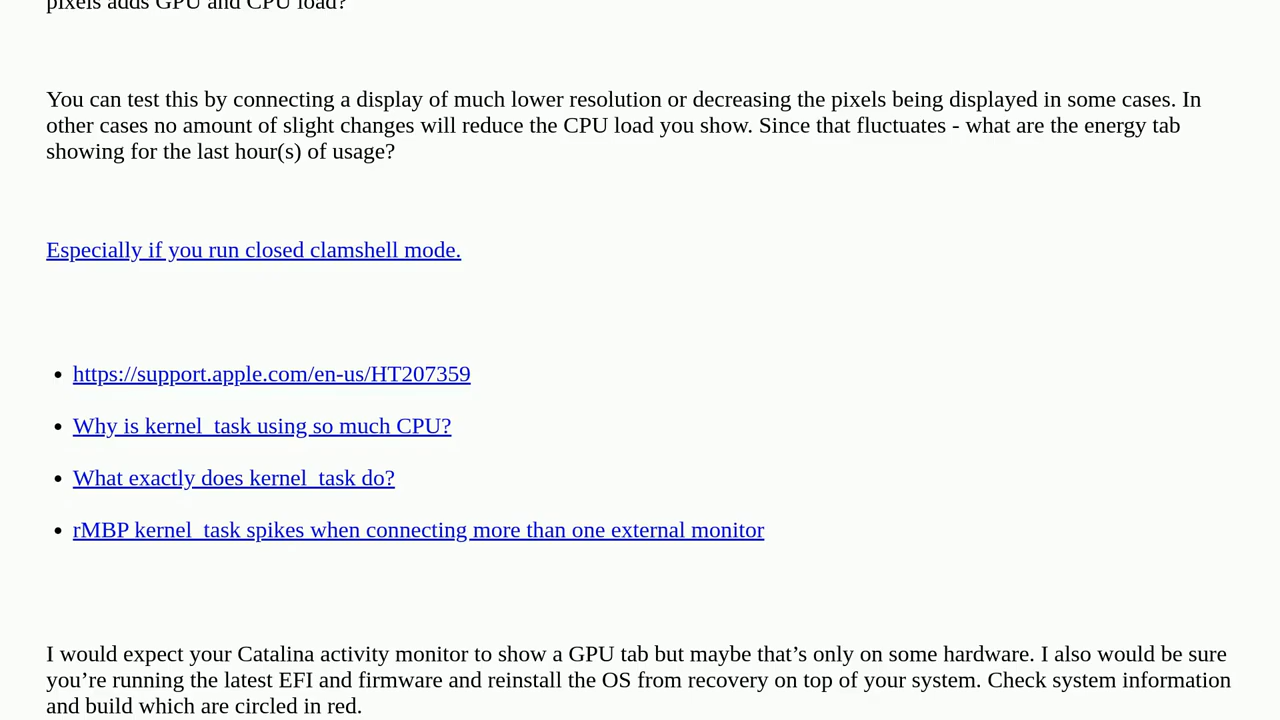 pixels adds GPU and CPU load?
You can test this by connecting a display of much lower resolution or decreasing the pixels being displayed in some cases. In
other cases no amount of slight changes will reduce the CPU load you show. Since that fluctuates - what are the energy tab
showing for the last hour(s) of usage?
Especially if you run closed clamshell mode.
• https://support.apple.com/en-us/HT207359
• Why is kernel_task using so much CPU?
• What exactly does kernel_task do?
• rMBP kernel_task spikes when connecting more than one external monitor
I would expect your Catalina activity monitor to show a GPU tab but maybe that’s only on some hardware. I also would be sure
you’re running the latest EFI and firmware and reinstall the OS from recovery on top of your system. Check system information
and build which are circled in red.